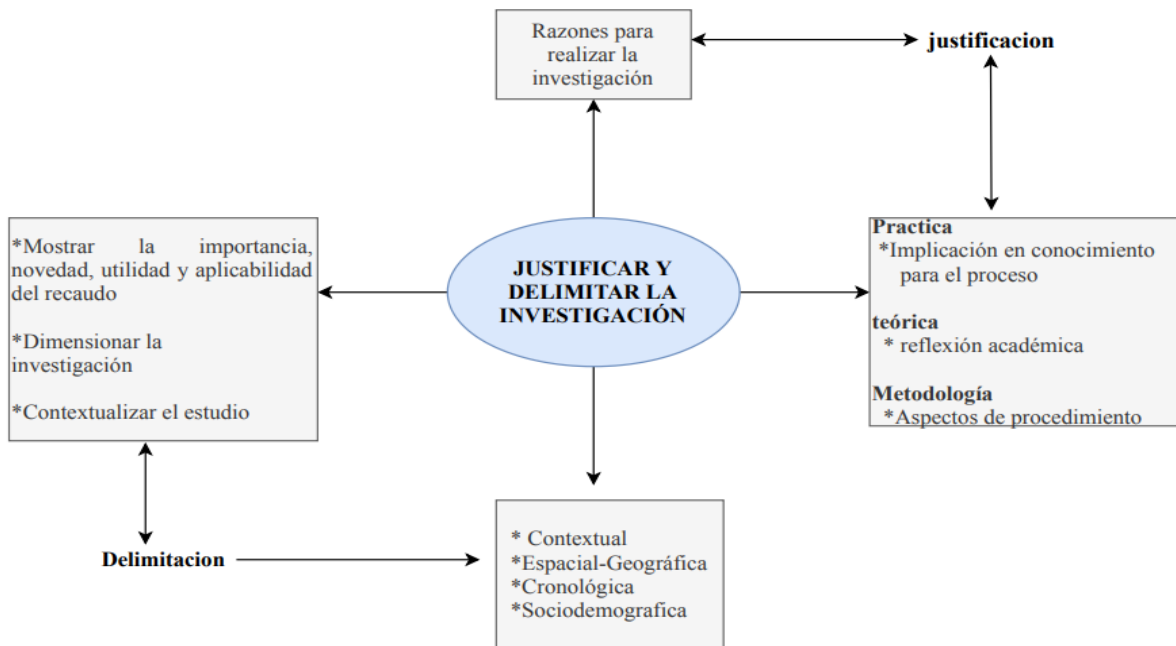 Razones para
realizar la
investigación
justificacion
*Mostrar la importancia,
novedad, utilidad y aplicabilidad
del recaudo
*Dimensionar la
investigación
*Contextualizar el estudio
JUSTIFICAR Y
DELIMITAR LA
INVESTIGACIÓN
Practica
*Implicación en conocimiento
para el proceso
teórica
* reflexión académica
Metodología
*Aspectos de procedimiento
Delimitacion
* Contextual
*Espacial-Geográfica
*Cronológica
*Sociodemografica